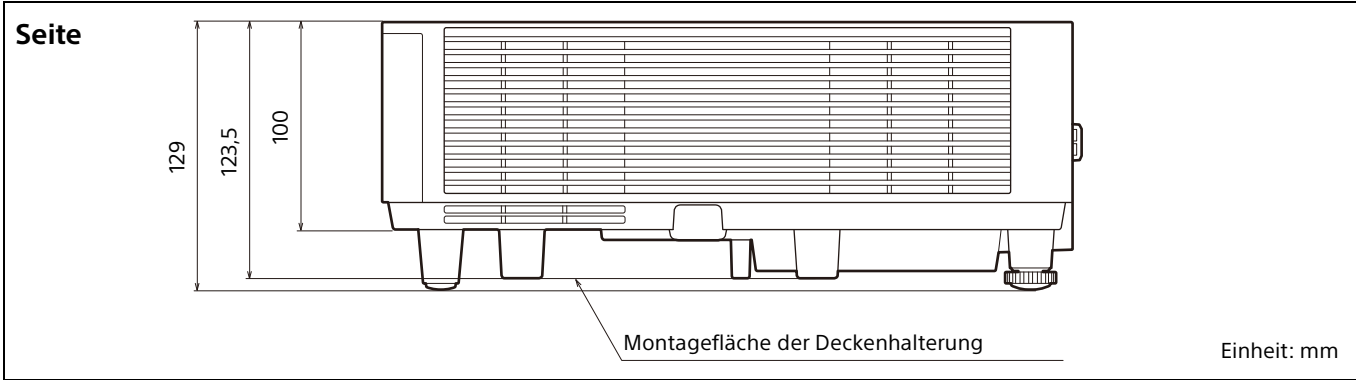 Seite
129
123,5
100
Montagefläche der Deckenhalterung
Einheit: mm